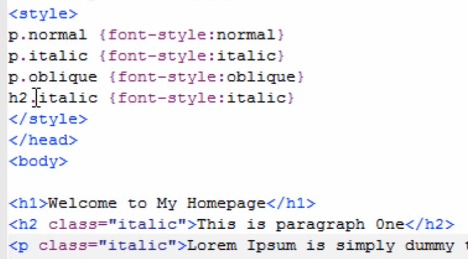 <style>
p.normal {font-style:normal}
p.italic {font-style:italic}
p.oblique {font-style:oblique}
h2.italic {font-style:italic}
</style>
</head>
<body>
<h1>Welcome to My Homepage</h1>
<h2 class="italic">This is paragraph One</h2>
<p class="italic">Lorem Ipsum is simply dummy